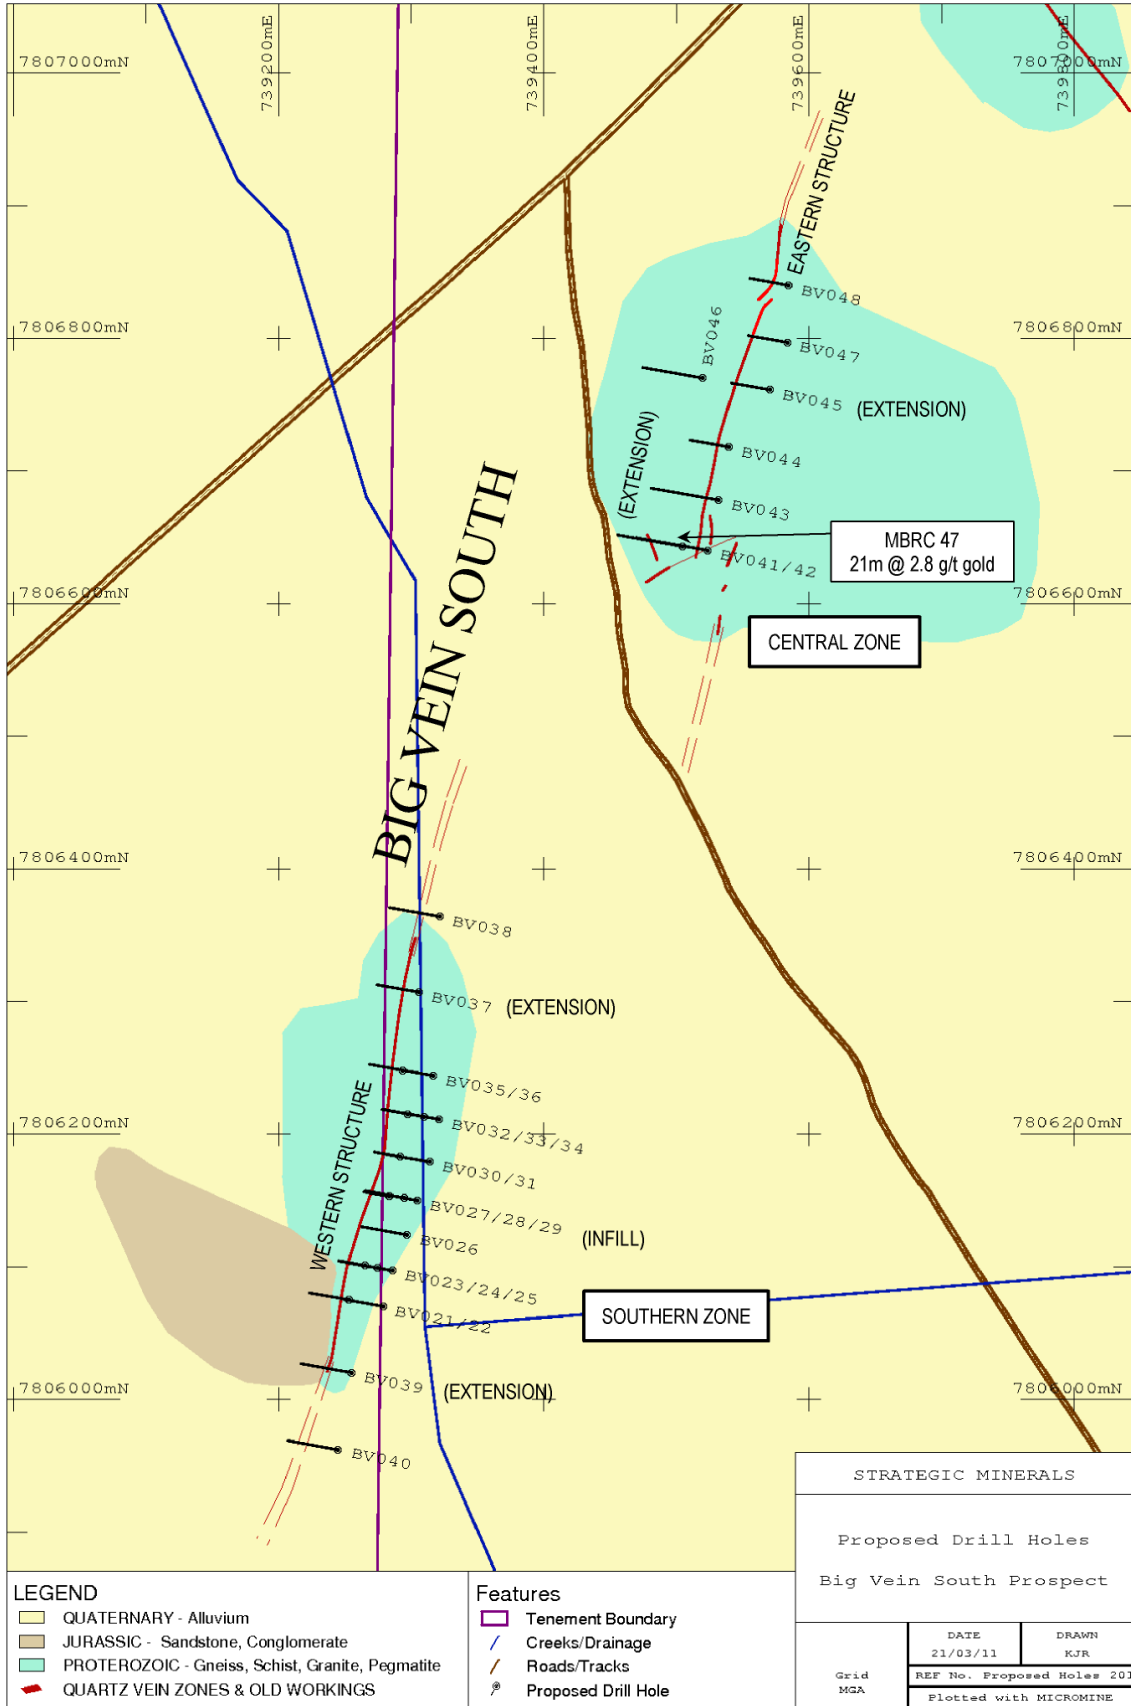 7807000mN
739200mE
739400mE
739600mE
739800mE
7807000mN
EASTERN STRUCTURE
BV048
7806800mN
BV046
BV047
7806800mN
BV045
(EXTENSION)
(EXTENSION)
BV044
BV043
MBRC 47
21m @ 2.8 g/t gold
BV041/42
7806600mN
7806600mN
CENTRAL ZONE
BIG VEIN SOUTH
7806400mN
7806400mN
BV038
BV037
(EXTENSION)
BV035/36
WESTERN STRUCTURE
7806200mN
BV032/33/34
7806200mN
BV030/31
BV027/28/29
(INFILL)
BV026
BV023/24/25
BV021/22
SOUTHERN ZONE
BV039
(EXTENSION)
7806000mN
7806000mN
BV040
STRATEGIC MINERALS
Proposed Drill Holes
Big Vein South Prospect
DATE
21/03/11
DRAWN
KJR
Grid
MGA
REF No. Proposed Holes 201
Plotted with MICROMINE
LEGEND
QUATERNARY - Alluvium
JURASSIC - Sandstone, Conglomerate
PROTEROZOIC - Gneiss, Schist, Granite, Pegmatite
QUARTZ VEIN ZONES & OLD WORKINGS
Features
Tenement Boundary
Creeks/Drainage
Roads/Tracks
Proposed Drill Hole